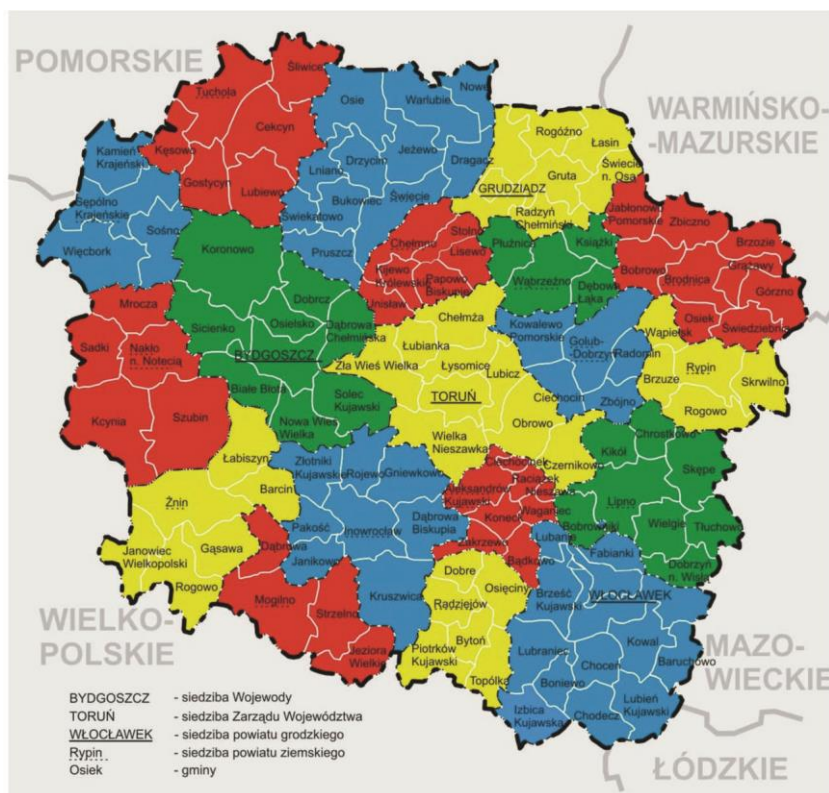 POMORSKIE
WARMIŃSKO-
-MAZURSKIE
Śliwice
Tuchola
Cekcyn
Kęsowo
Gostycyn
Lubiewo
Nowe
Osie
Warlubie
Drzycim
Jeżewo
Lniano
Dragacz
Bukowiec
Świecie
Świekatowo
Pruszcz
Kamień
Krajeński
Sępólno
Krajeńskie
Sośno
Więcbork
Rogóźno
Łasin
Świecie
n. Osą
Gruta
GRUDZIĄDZ
Radzyń
Chełmiński
Jabłonowo
Pomorskie
Zbiczno
Brzozie
Bobrowo
Brodnica
Górzno
Osiek
Świedziebnia
Stolno
Chełmno
Lisewo
Kijewo
Królewskie
Papowo
Biskupie
Unisław
Płużnica
Książki
Wąbrzeźno
Dębowa
Łąka
Koronowo
Dobrcz
Sicienko
Osielsko
Dąbrowa
Chełmińska
BYDGOSZCZ
Białe Błota
Solec
Kujawski
Nowa Wieś
Wielka
Mrocza
Sadki
Nakło
n. Notecią
Kcynia
Szubin
Chełmża
Łubianka
Zła Wieś Wielka
Łysomice
Lubicz
TORUŃ
Wielka
Nieszawka
Obrowo
Czernikowo
Kowalewo
Pomorskie
Golub-
Dobrzyń
Radomin
Ciechocin
Zbójno
Wąpielsk
Rypin
Skrwilno
Brzuze
Rogowo
Chrostkowo
Kikół
Skępe
Lipno
Wielgie
Tłuchowo
Bobrowniki
Dobrzyń
n. Wisłą
Łabiszyn
Barcin
Żnin
Janowiec
Wielkopolski
Gąsawa
Rogowo
Złotniki
Kujawskie
Rojewo
Gniewkowo
Pakość
Inowrocław
Dąbrowa
Biskupia
Janikowo
Kruszwica
Ciechocinek
Raciążek
Nieszawa
Aleksandrów
Kujawski
Waganiec
Koneck
Zakrzewo
Bądkowo
Dąbrowa
Mogilno
Strzelno
Jeziora
Wielkie
Dobre
Osięciny
Radziejów
Bytoń
Piotrków
Kujawski
Topólka
Lubanie
Fabianki
Brześć
Kujawski
WŁOCŁAWEK
Lubraniec
Kowal
Choceń
Baruchowo
Boniewo
Izbica
Kujawska
Chodecz
Lubień
Kujawski
WIELKO-
POLSKIE
MAZO-
WIECKIE
ŁÓDZKIE
BYDGOSZCZ - siedziba Wojewody
TORUŃ - siedziba Zarządu Województwa
WŁOCŁAWEK - siedziba powiatu grodzkiego
Rypin - siedziba powiatu ziemskiego
Osiek - gminy